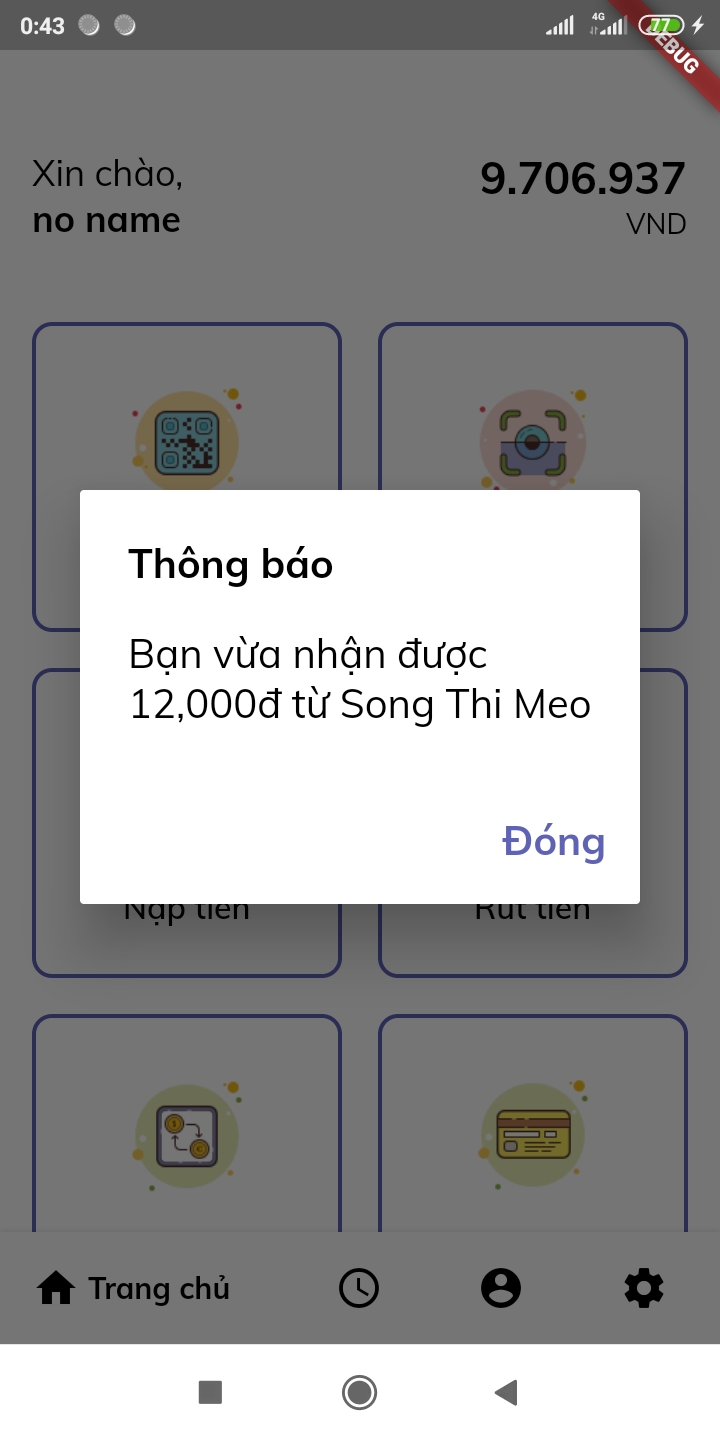 0:43
4G
77
DEBUG
Xin chào,
no name
9.706.937
VND
Thông báo
Bạn vừa nhận được
12,000đ từ Song Thi Meo
Đóng
Nạp tiền
Rút tiền
Trang chủ